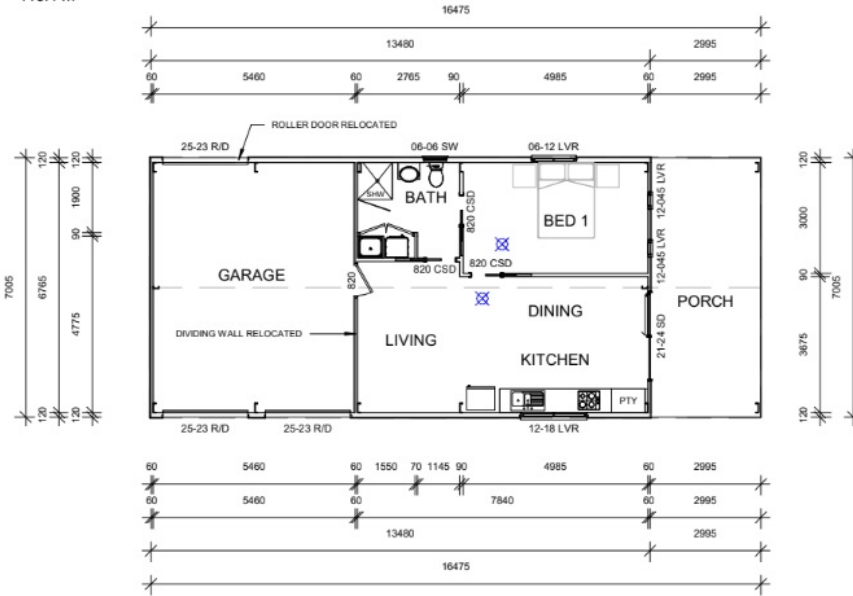 16475
13480 2995
60 5460 60 2765 90 4985 60 2995
ROLLER DOOR RELOCATED
25-23 R/D 06-06 SW 06-12 LVR
120 120 120
SHW
BATH
820 CSD
BED 1
12-045 LVR
12-045 LVR
1900
3000
90
820 CSD
820 CSD
90
GARAGE
820
7005
6765
4775
DIVIDING WALL RELOCATED
LIVING
DINING
KITCHEN
21-24 SD
PORCH
3675
7005
PTY
120 120 120
25-23 R/D 25-23 R/D 12-18 LVR
60 5460 60 1550 70 1145 90 4985 60 2995
60 5460 60 7840 60 2995
13480 2995
16475